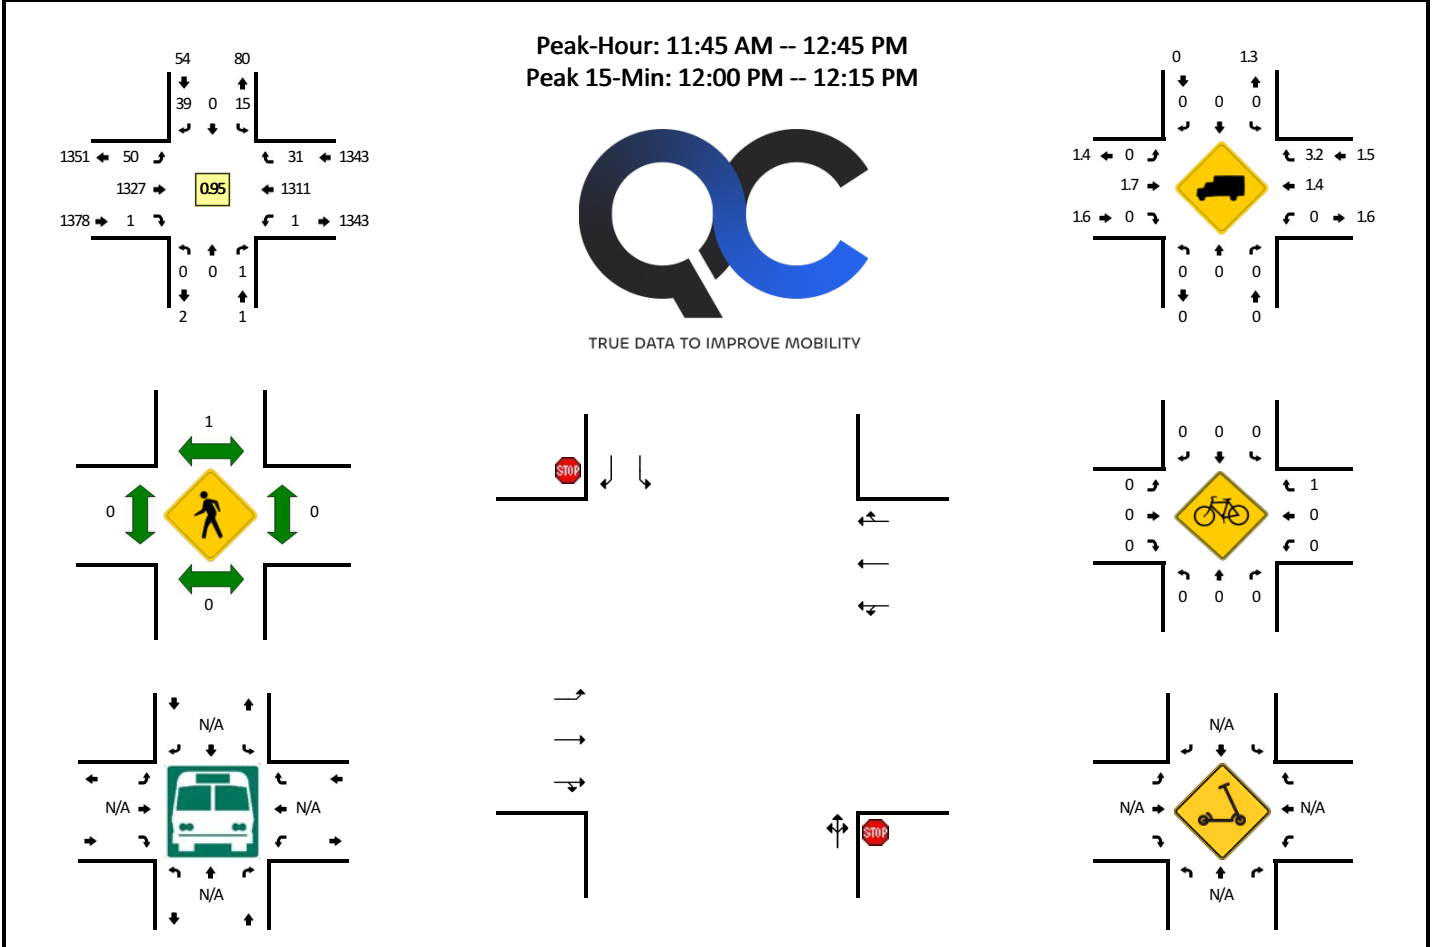 Peak-Hour: 11:45 AM -- 12:45 PM
Peak 15-Min: 12:00 PM -- 12:15 PM
54 80
39 0 15
1351 50 31 1343
1327 0.95 1311
1378 1 1 1343
0 0 1
2 1
QC
TRUE DATA TO IMPROVE MOBILITY
0 1.3
0 0 0
1.4 0 3.2 1.5
1.7 1.4
1.6 0 0 1.6
0 0 0
0 0
1
0 0
0
STOP
STOP
0 0 0
0 1
0 0
0 0
0 0 0
N/A
N/A N/A
N/A
N/A
N/A N/A
N/A